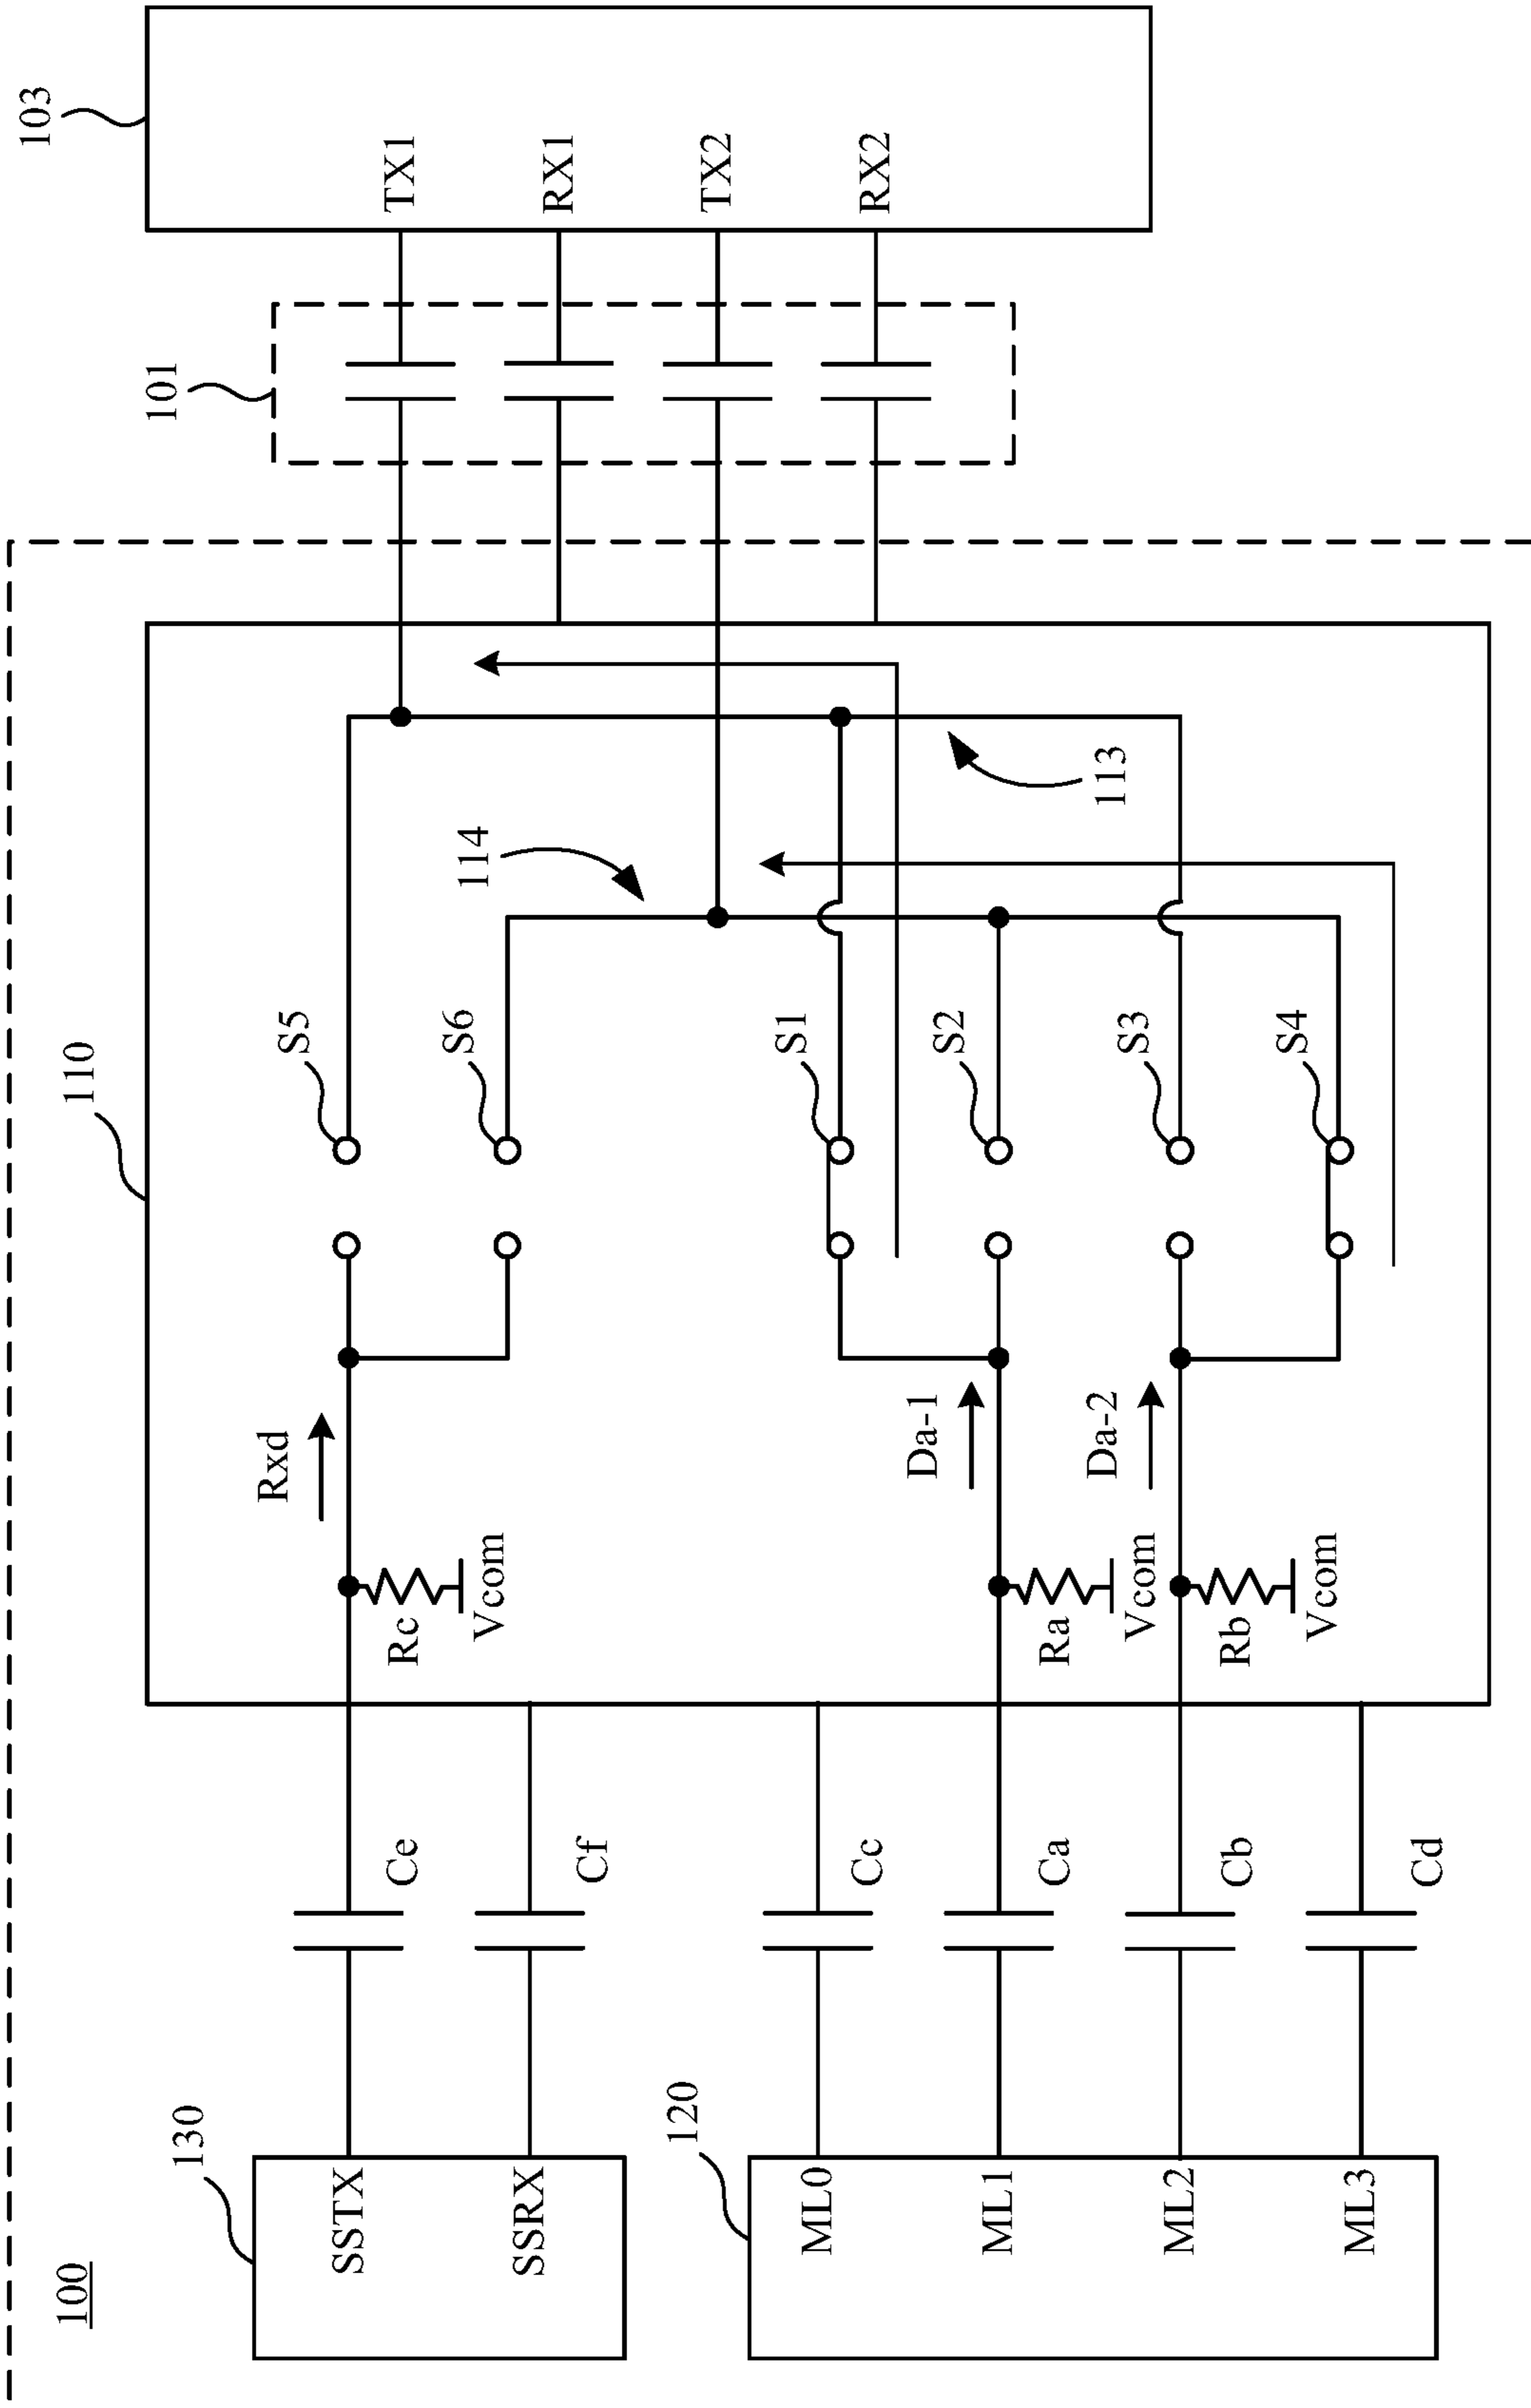 100
130
SSTX
SSRX
120
ML0
ML1
ML2
ML3
Ce
Cf
Cc
Ca
Cb
Cd
110
Rc
Vcom
Rxd
Ra
Vcom
Da-1
Rb
Vcom
Da-2
S5
S6
S1
S2
S3
S4
114
113
101
103
TX1
RX1
TX2
RX2